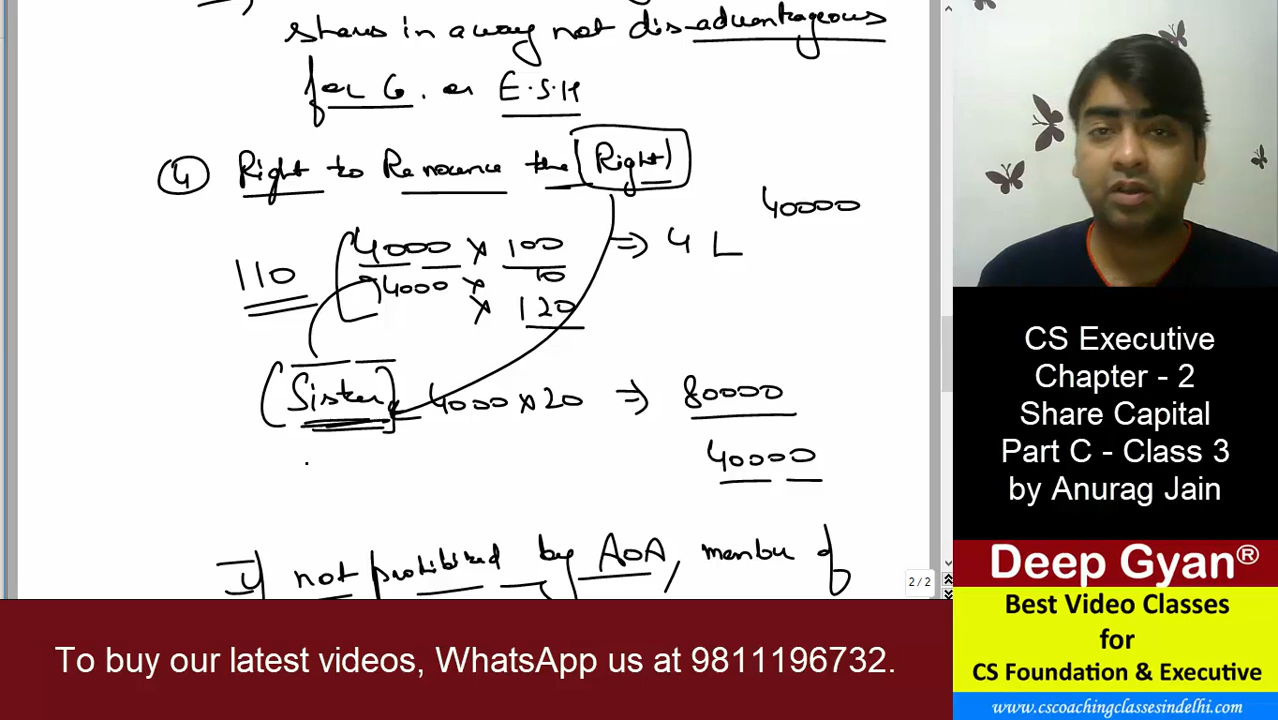 shares in a way not dis-advantageous
for G. or E.S.H
4 Right to Renounce the (Right)
40000
4000 x 100 ⇒ 4 L
110
10
4000 x
x 120
(Sister) 4000 x 20 ⇒ 80000
40000
If not prohibited by AOA, member of
2/2
To buy our latest videos, WhatsApp us at 9811196732.
CS Executive
Chapter - 2
Share Capital
Part C - Class 3
by Anurag Jain
Deep Gyan®
Best Video Classes
for
CS Foundation & Executive
www.cscoachingclassesindelhi.com